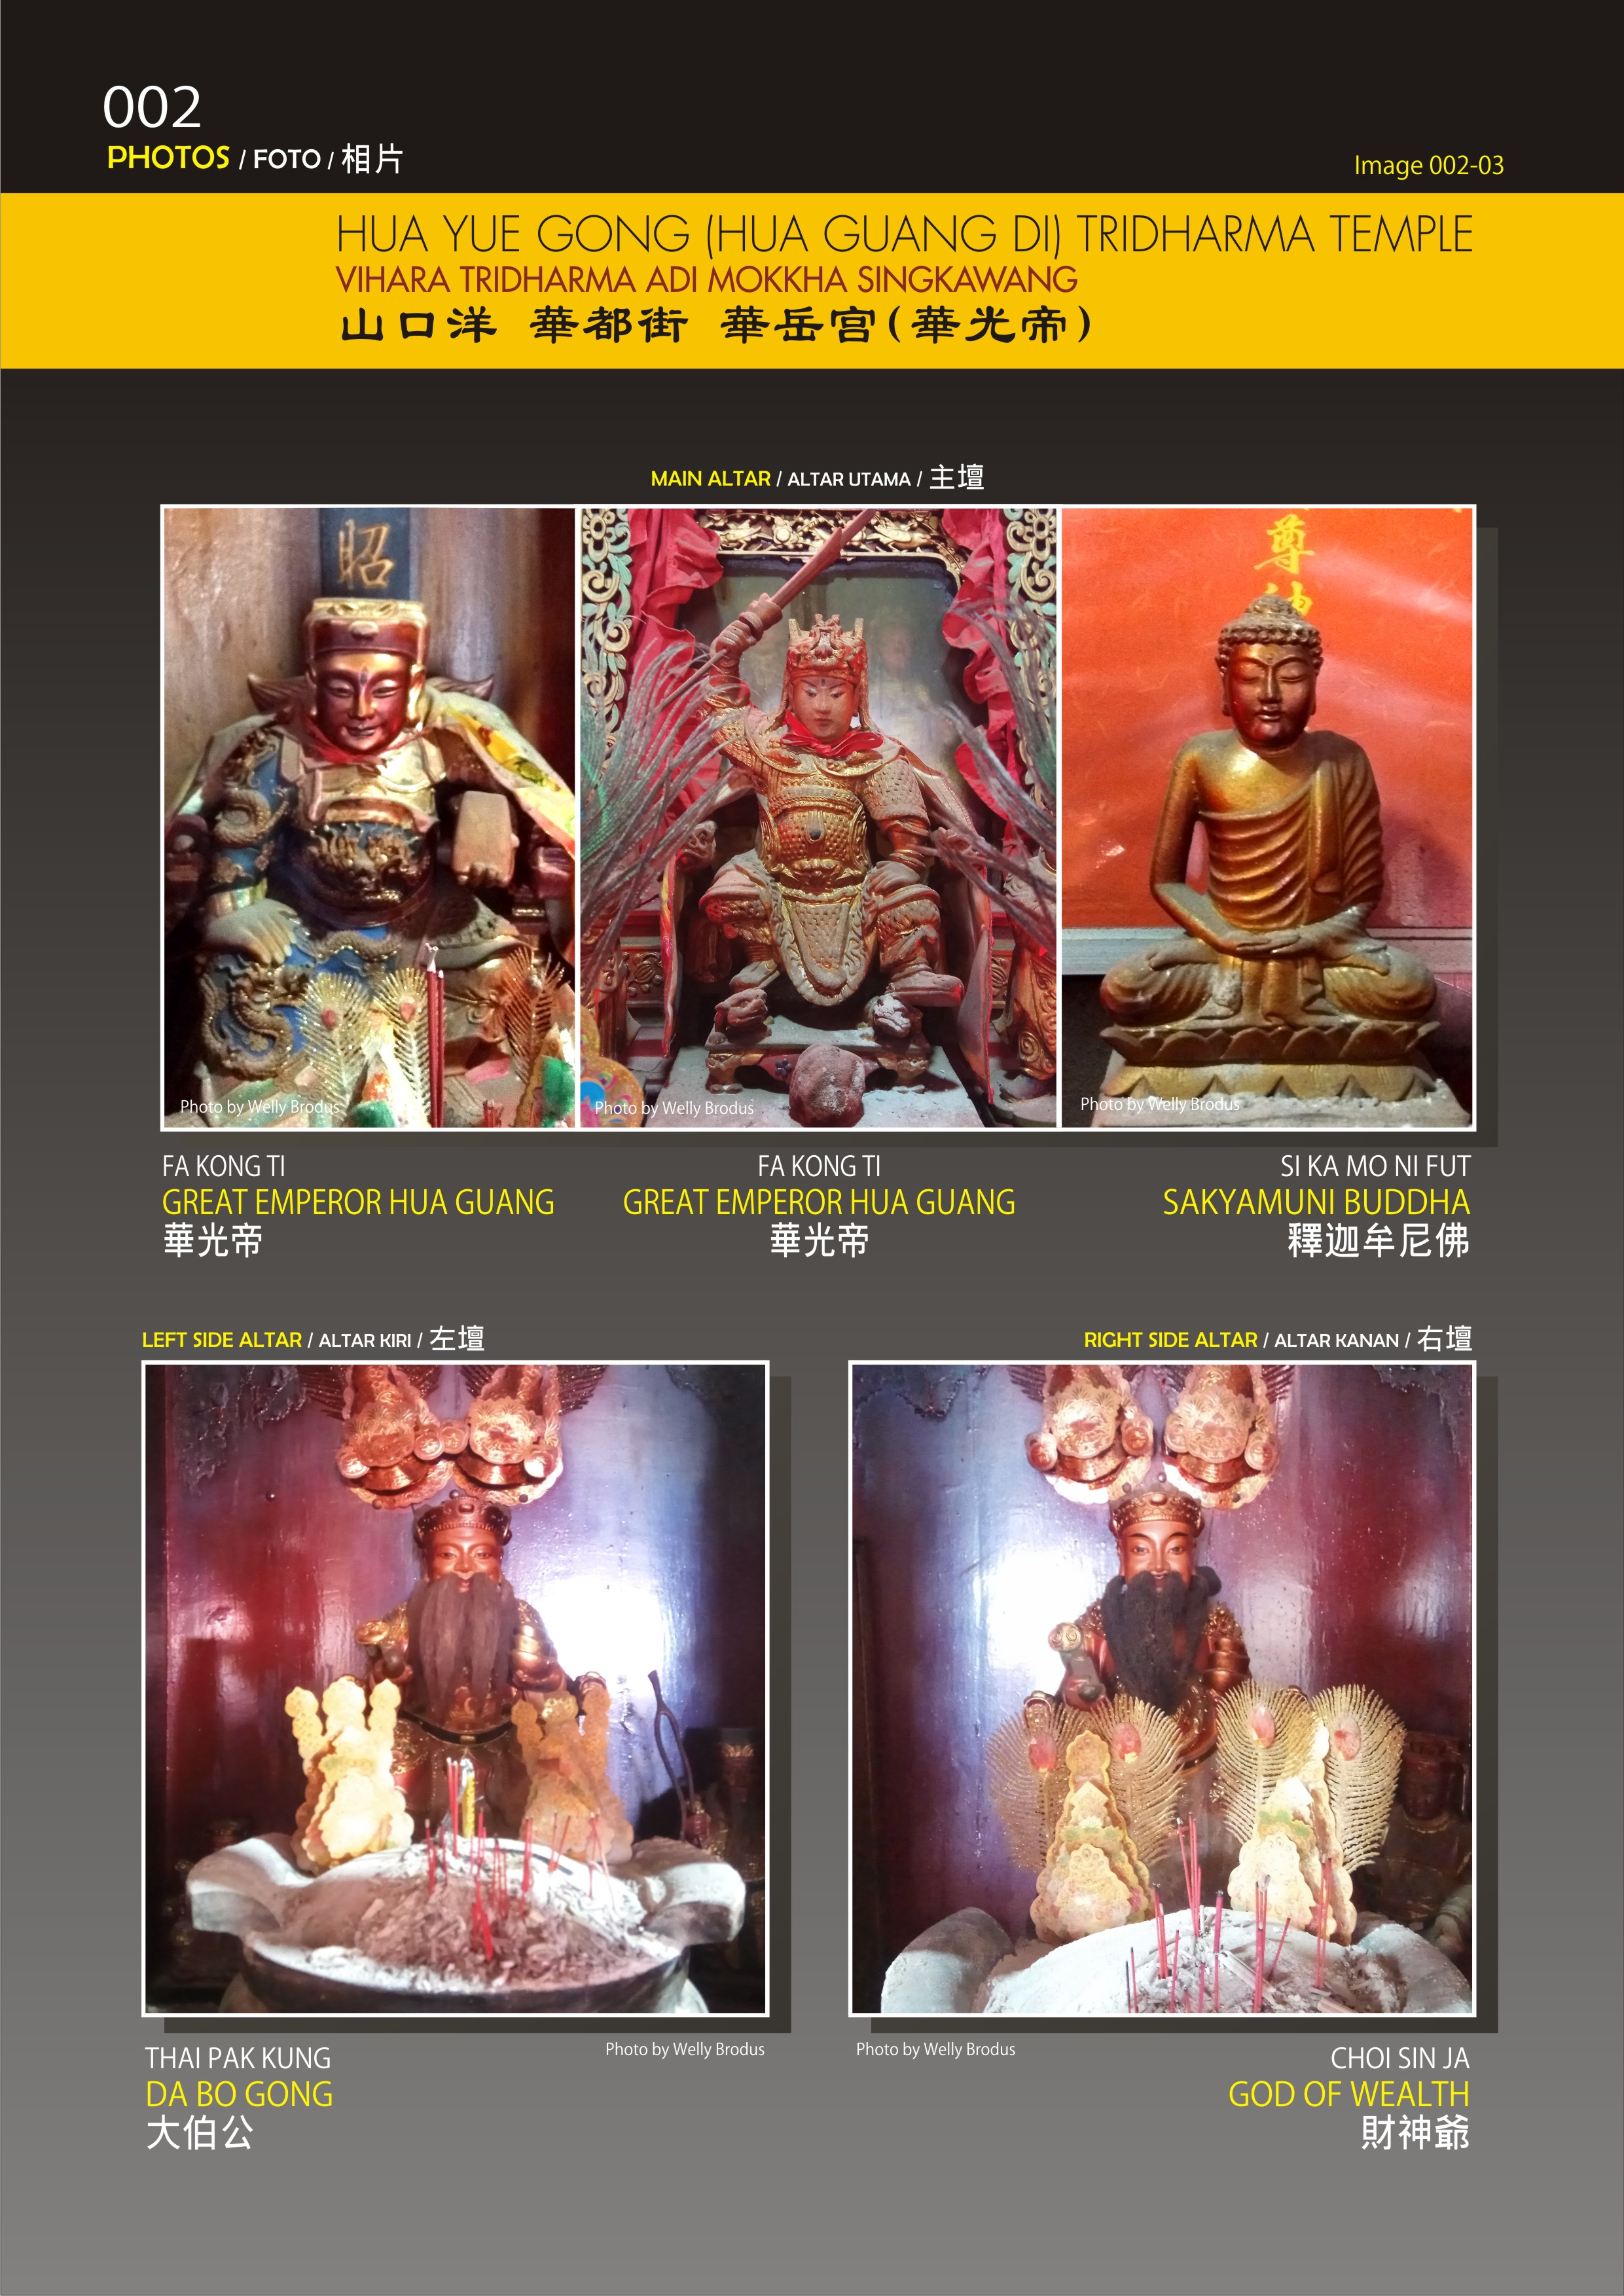 002
PHOTOS / FOTO / 相片
Image 002-03
HUA YUE GONG (HUA GUANG DI) TRIDHARMA TEMPLE
VIHARA TRIDHARMA ADI MOKKHA SINGKAWANG
山口洋 華都街 華岳宮(華光帝)
MAIN ALTAR / ALTAR UTAMA / 主壇
昭
尊
神
Photo by Welly Brodus
Photo by Welly Brodus
Photo by Welly Brodus
FA KONG TI
GREAT EMPEROR HUA GUANG
華光帝
FA KONG TI
GREAT EMPEROR HUA GUANG
華光帝
SI KA MO NI FUT
SAKYAMUNI BUDDHA
釋迦牟尼佛
LEFT SIDE ALTAR / ALTAR KIRI / 左壇
RIGHT SIDE ALTAR / ALTAR KANAN / 右壇
Photo by Welly Brodus
THAI PAK KUNG
DA BO GONG
大伯公
Photo by Welly Brodus
CHOI SIN JA
GOD OF WEALTH
財神爺